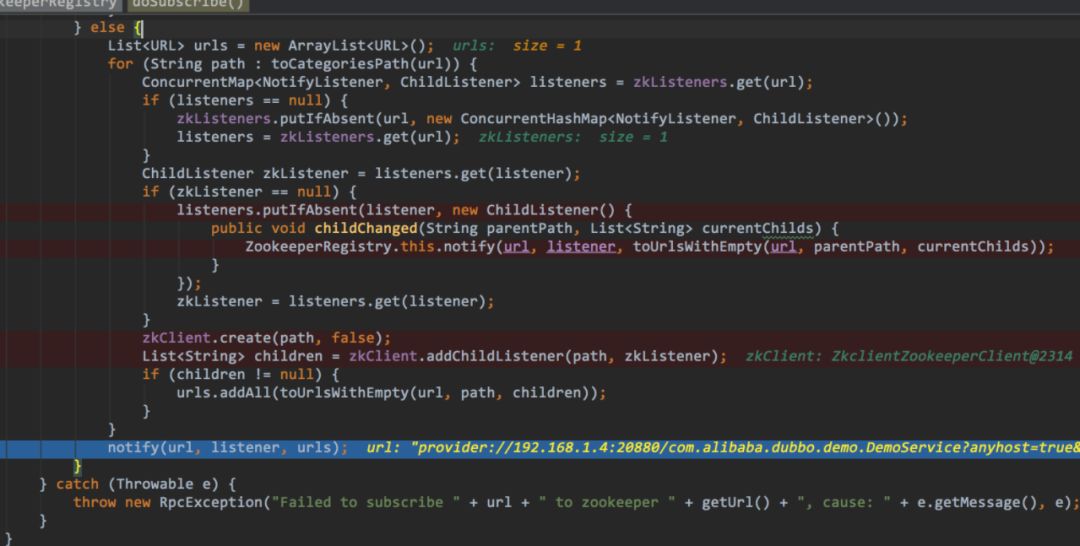 keeperRegistry doSubscribe()
} else {
List<URL> urls = new ArrayList<URL>(); urls: size = 1
for (String path : toCategoriesPath(url)) {
ConcurrentMap<NotifyListener, ChildListener> listeners = zkListeners.get(url);
if (listeners == null) {
zkListeners.putIfAbsent(url, new ConcurrentHashMap<NotifyListener, ChildListener>());
listeners = zkListeners.get(url); zkListeners: size = 1
}
ChildListener zkListener = listeners.get(listener);
if (zkListener == null) {
listeners.putIfAbsent(listener, new ChildListener() {
public void childChanged(String parentPath, List<String> currentChilds) {
ZookeeperRegistry.this.notify(url, listener, toUrlsWithEmpty(url, parentPath, currentChilds));
}
});
zkListener = listeners.get(listener);
}
zkClient.create(path, false);
List<String> children = zkClient.addChildListener(path, zkListener); zkClient: ZkclientZookeeperClient@2314
if (children != null) {
urls.addAll(toUrlsWithEmpty(url, path, children));
}
}
notify(url, listener, urls); url: "provider://192.168.1.4:20880/com.alibaba.dubbo.demo.DemoService?anyhost=true&
}
} catch (Throwable e) {
throw new RpcException("Failed to subscribe " + url + " to zookeeper " + getUrl() + ", cause: " + e.getMessage(), e);
}
}